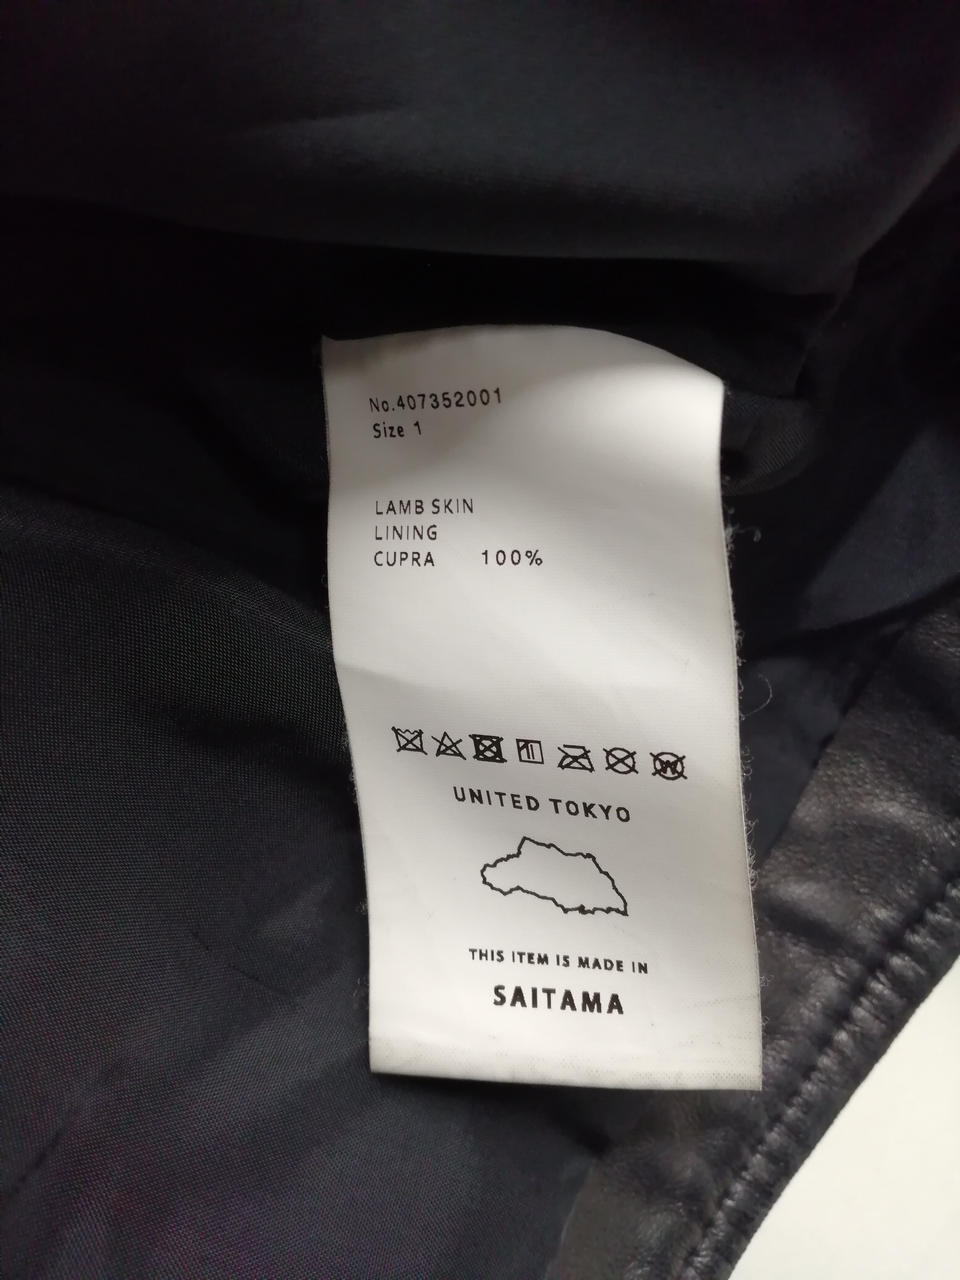 No.407352001
Size 1
LAMB SKIN
LINING
CUPRA 100%
UNITED TOKYO
THIS ITEM IS MADE IN
SAITAMA